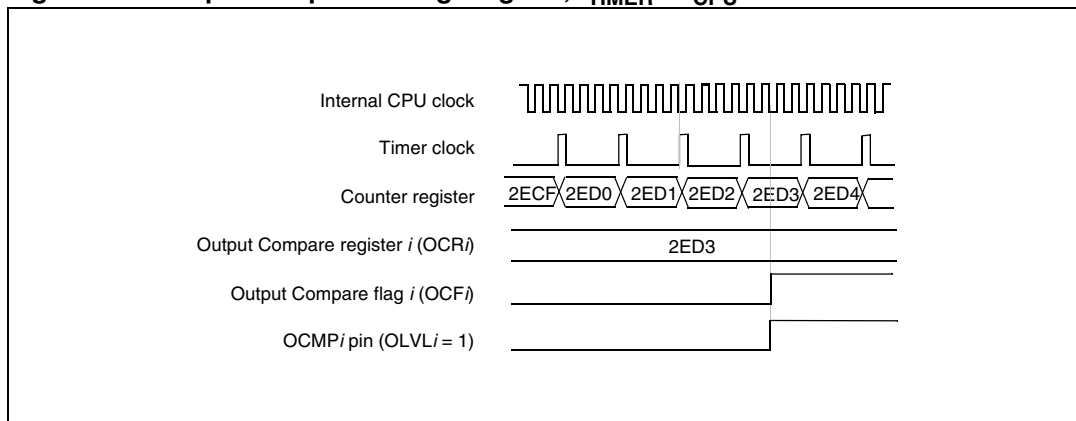 Internal CPU clock
Timer clock
Counter register
2ECF 2ED0 2ED1 2ED2 2ED3 2ED4
Output Compare register i (OCRi)
2ED3
Output Compare flag i (OCFi)
OCMPi pin (OLVLi = 1)